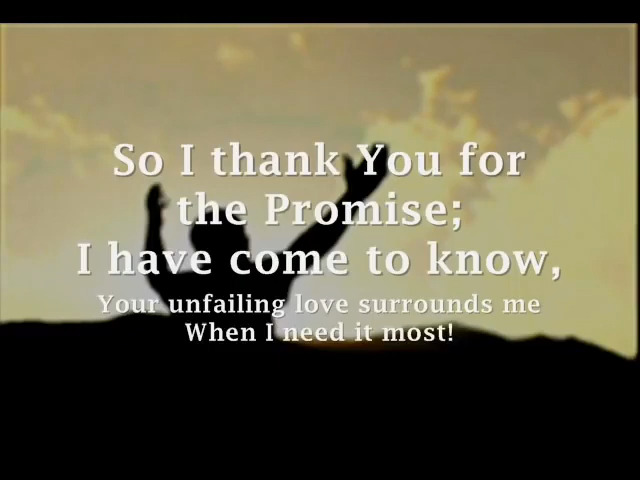 So I thank You for
the Promise;
I have come to know,
Your unfailing love surrounds me
When I need it most!